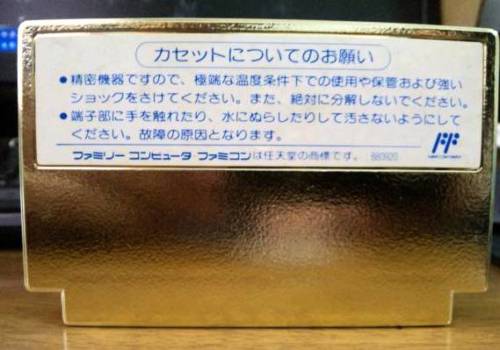 カセットについてのお願い
●精密機器ですので、極端な温度条件下での使用や保管および強い
ショックをさけてください。また、絶対に分解しないでください。
●端子部に手を触れたり、水にぬらしたりして汚さないようにして
ください。故障の原因となります。
ファミリー コンピュータ ファミコンは任天堂の商標です。